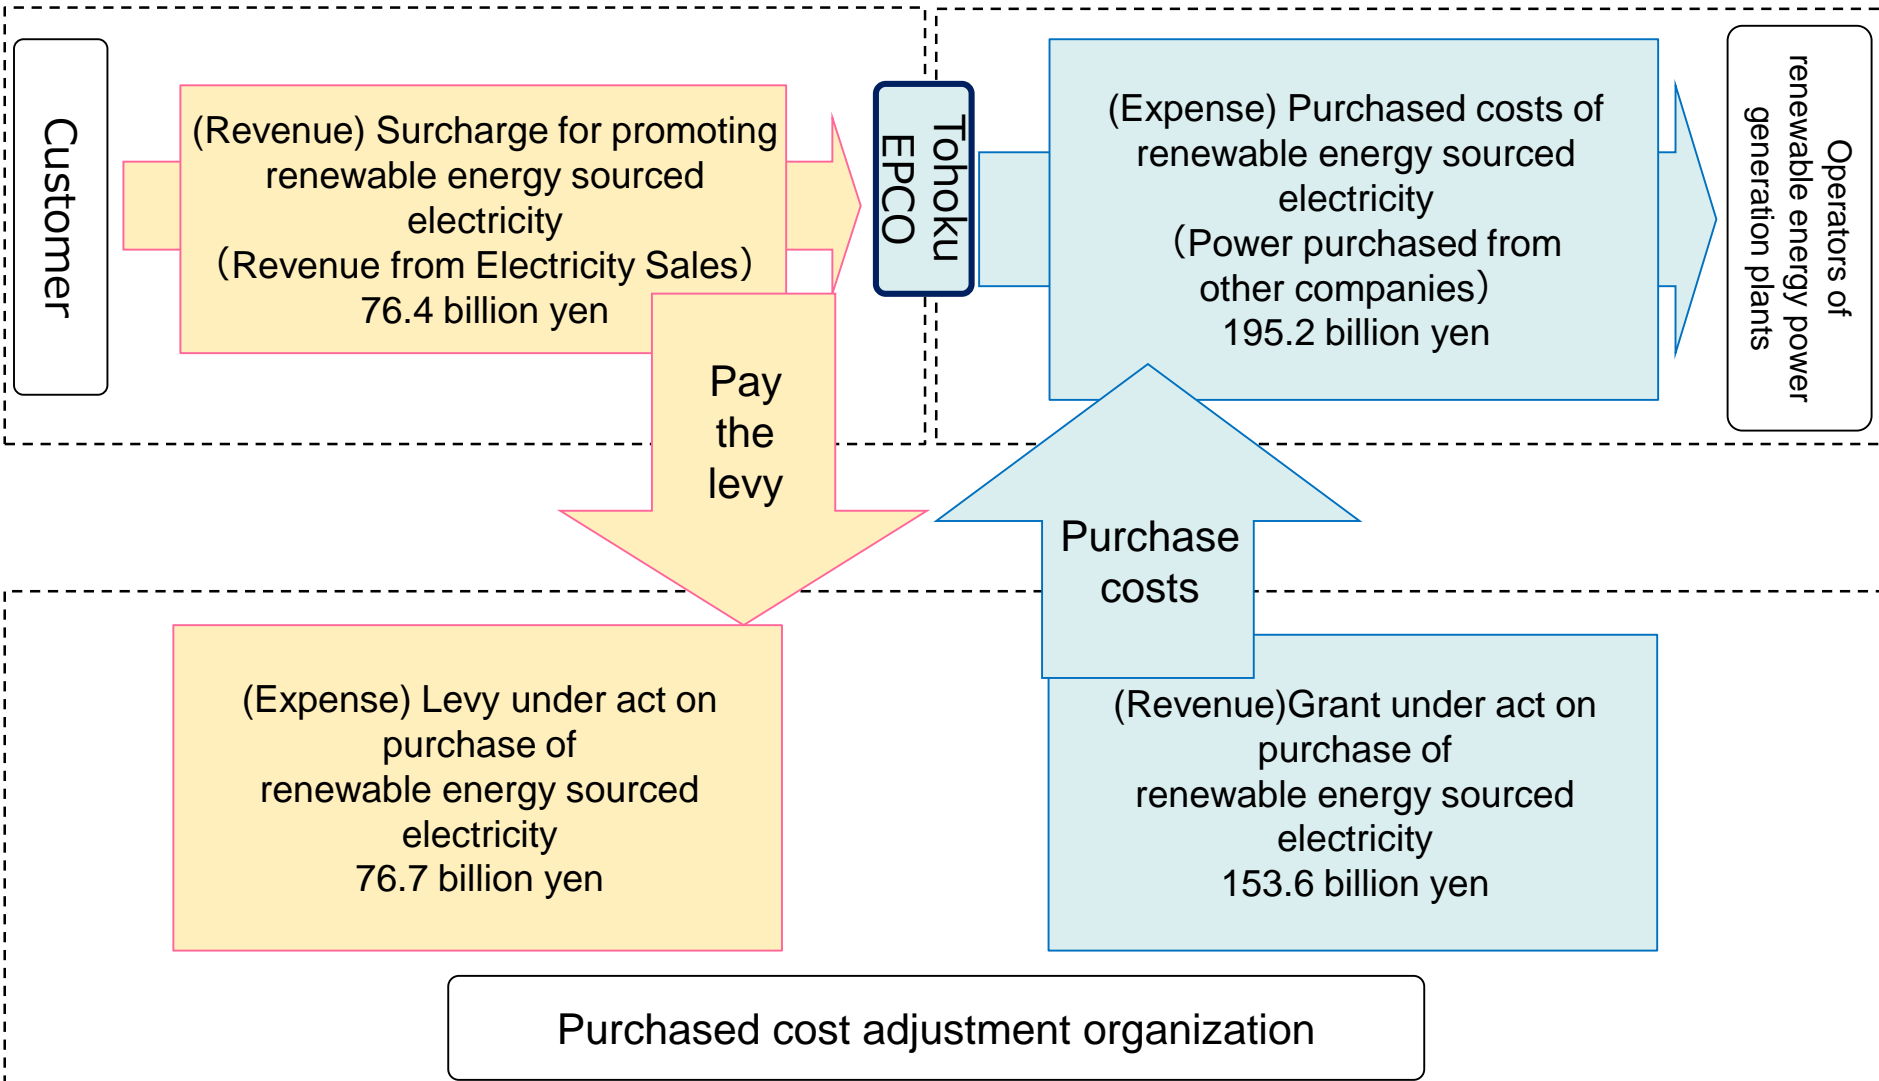 Customer
(Revenue) Surcharge for promoting
renewable energy sourced
electricity
（Revenue from Electricity Sales）
76.4 billion yen
Tohoku
EPCO
(Expense) Purchased costs of
renewable energy sourced
electricity
（Power purchased from
other companies）
195.2 billion yen
Operators of
renewable energy power
generation plants
Pay
the
levy
Purchase
costs
(Expense) Levy under act on
purchase of
renewable energy sourced
electricity
76.7 billion yen
(Revenue)Grant under act on
purchase of
renewable energy sourced
electricity
153.6 billion yen
Purchased cost adjustment organization